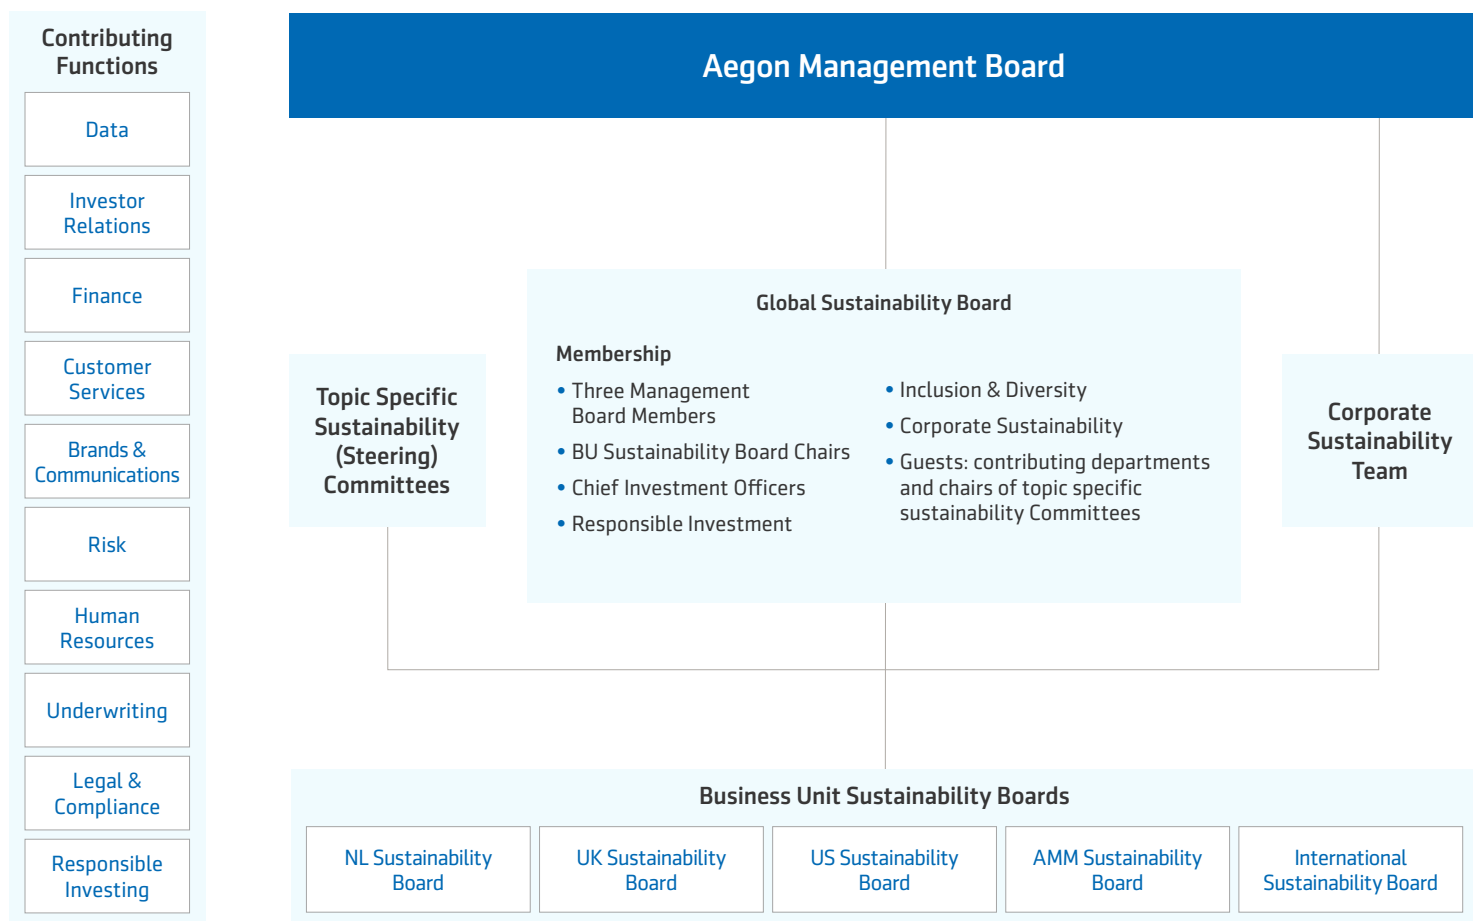 Contributing
Functions
Data
Investor
Relations
Finance
Customer
Services
Brands &
Communications
Risk
Human
Resources
Underwriting
Legal &
Compliance
Responsible
Investing
Aegon Management Board
Topic Specific
Sustainability
(Steering)
Committees
Global Sustainability Board
Membership
• Three Management
Board Members
• BU Sustainability Board Chairs
• Chief Investment Officers
• Responsible Investment
• Inclusion & Diversity
• Corporate Sustainability
• Guests: contributing departments
and chairs of topic specific
sustainability Committees
Corporate
Sustainability
Team
Business Unit Sustainability Boards
NL Sustainability
Board
UK Sustainability
Board
US Sustainability
Board
AMM Sustainability
Board
International
Sustainability Board